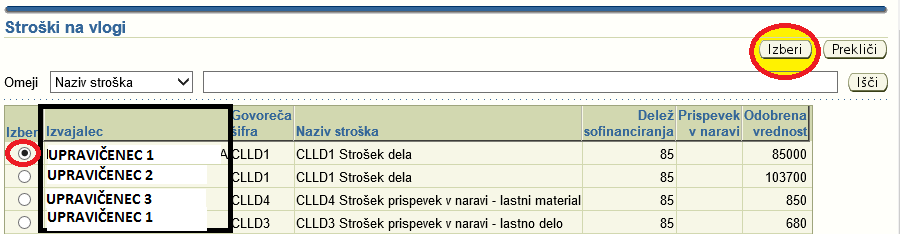 Stroški na vlogi
Izberi Prekliči
Omeji Naziv stroška Išči
Izber Izvajalec Govoreča šifra Naziv stroška Delež sofinanciranja Prispevek v naravi Odobrena vrednost
UPRAVIČENEC 1 CLLD1 CLLD1 Strošek dela 85 85000
UPRAVIČENEC 2 CLLD1 CLLD1 Strošek dela 85 103700
UPRAVIČENEC 3 CLLD4 CLLD4 Strošek prispevek v naravi - lastni material 85 850
UPRAVIČENEC 1 CLLD3 CLLD3 Strošek prispevek v naravi - lastno delo 85 680